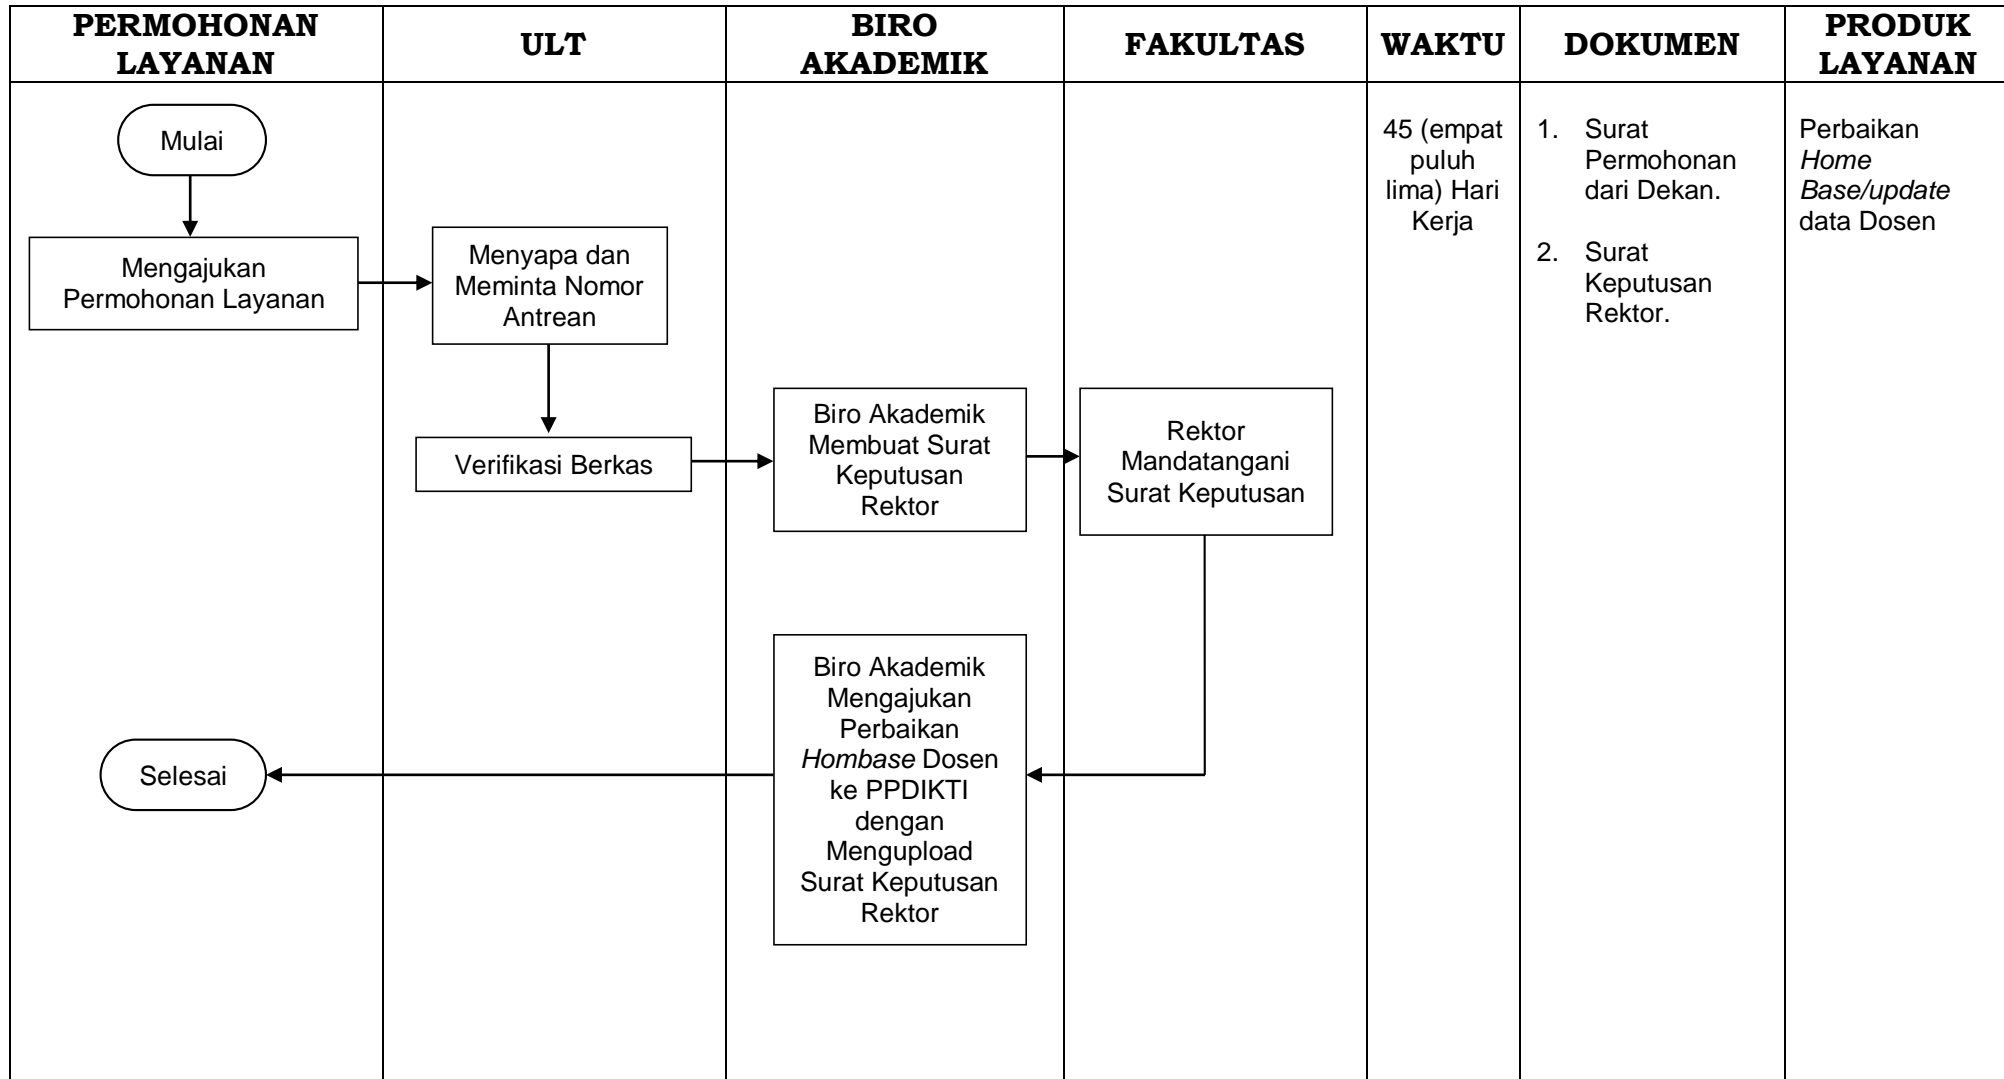 PERMOHONAN
LAYANAN
ULT
BIRO
AKADEMIK
FAKULTAS
WAKTU
DOKUMEN
PRODUK
LAYANAN
Mulai
Mengajukan
Permohonan Layanan
Menyapa dan
Meminta Nomor
Antrean
Verifikasi Berkas
Biro Akademik
Membuat Surat
Keputusan
Rektor
Rektor
Mandatangani
Surat Keputusan
Biro Akademik
Mengajukan
Perbaikan
Hombase Dosen
ke PPDIKTI
dengan
Mengupload
Surat Keputusan
Rektor
Selesai
45 (empat
puluh
lima) Hari
Kerja
1. Surat
Permohonan
dari Dekan.
2. Surat
Keputusan
Rektor.
Perbaikan
Home
Base/update
data Dosen